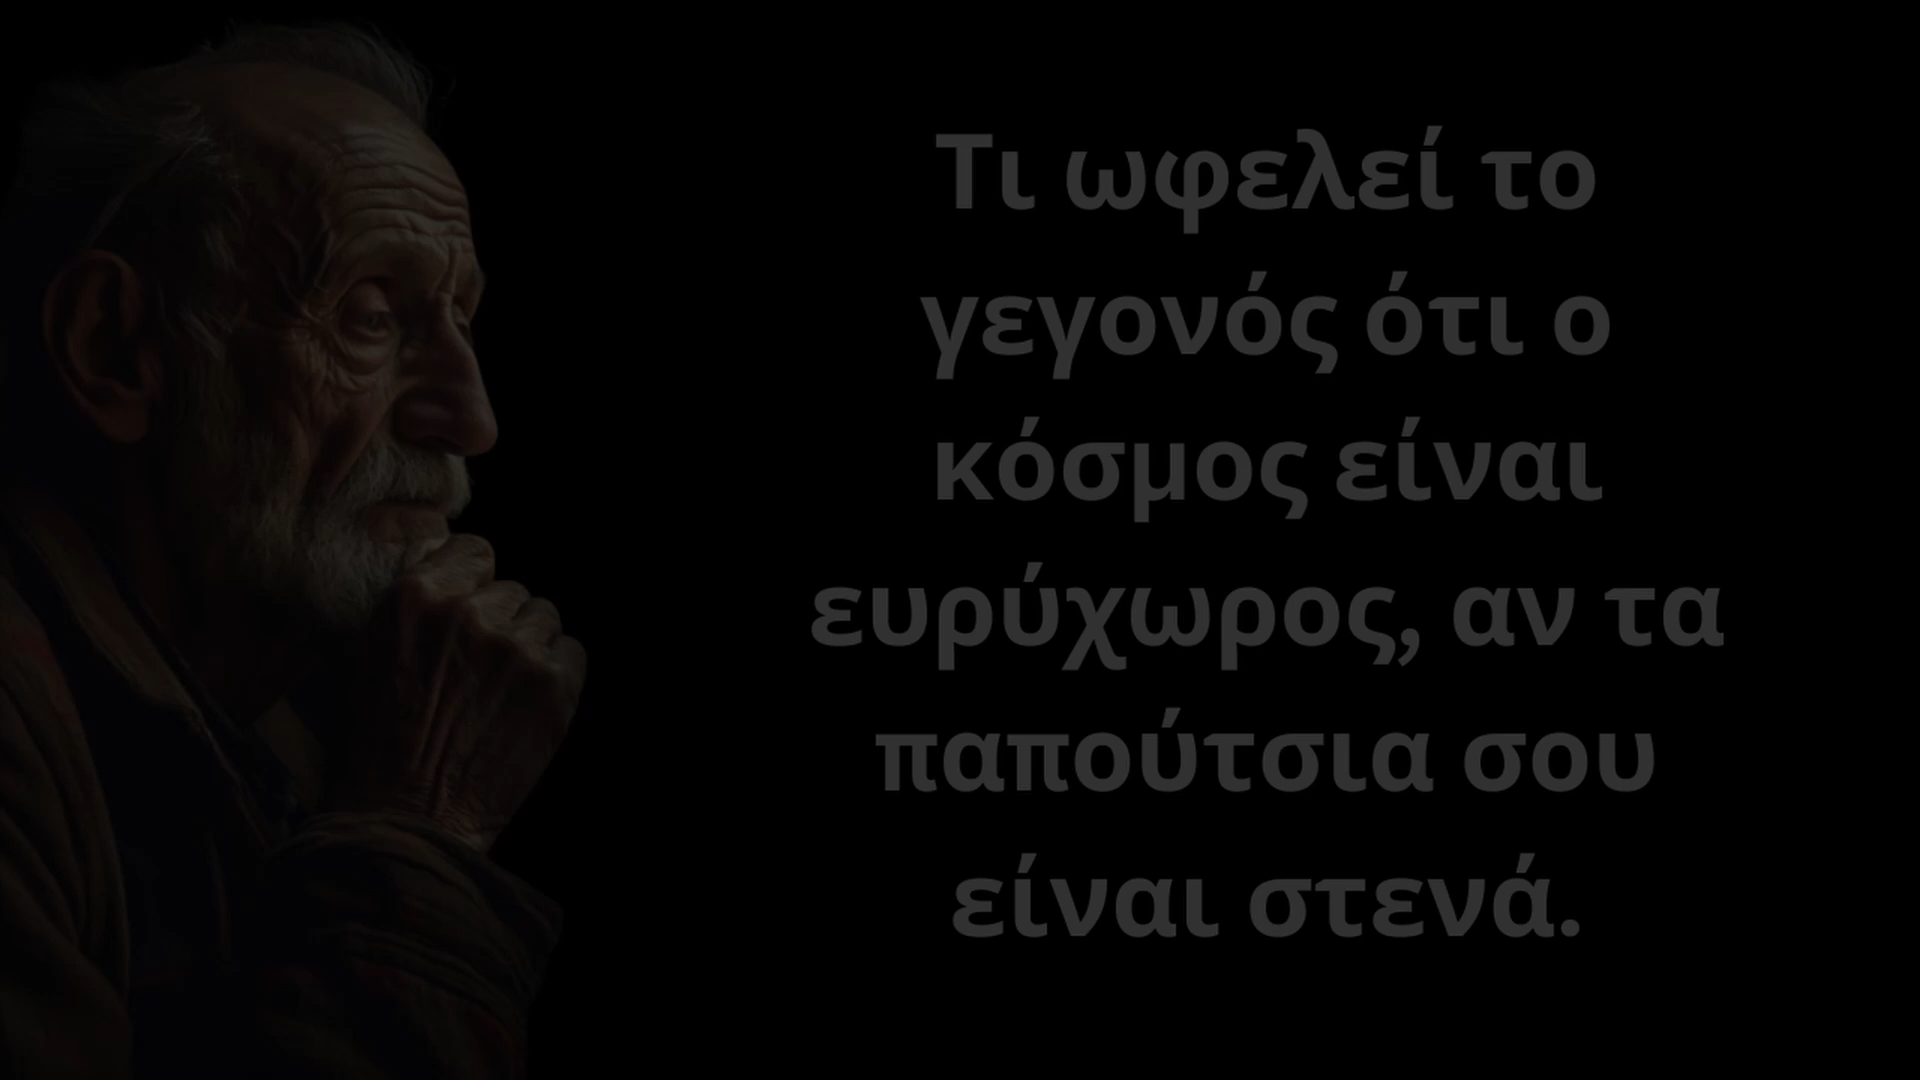 Τι ωφελεί το
γεγονός ότι ο
κόσμος είναι
ευρύχωρος, αν τα
παπούτσια σου
είναι στενά.